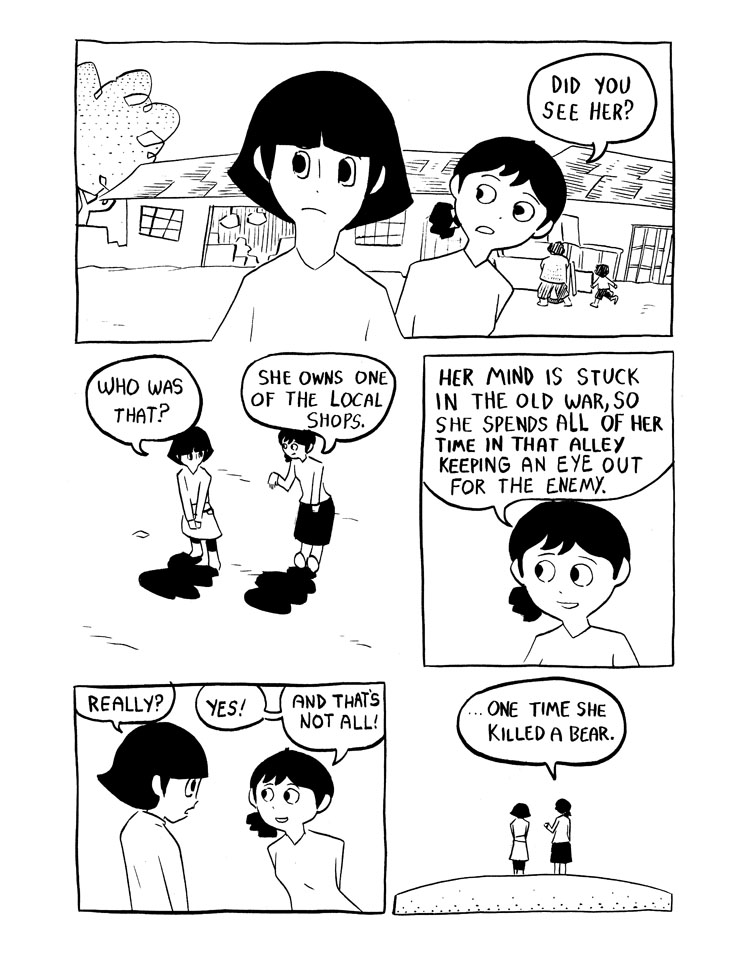 DID YOU
SEE HER?
WHO WAS
THAT?
SHE OWNS ONE
OF THE LOCAL
SHOPS.
HER MIND IS STUCK
IN THE OLD WAR, SO
SHE SPENDS ALL OF HER
TIME IN THAT ALLEY
KEEPING AN EYE OUT
FOR THE ENEMY.
REALLY?
YES!
AND THAT'S
NOT ALL!
...ONE TIME SHE
KILLED A BEAR.